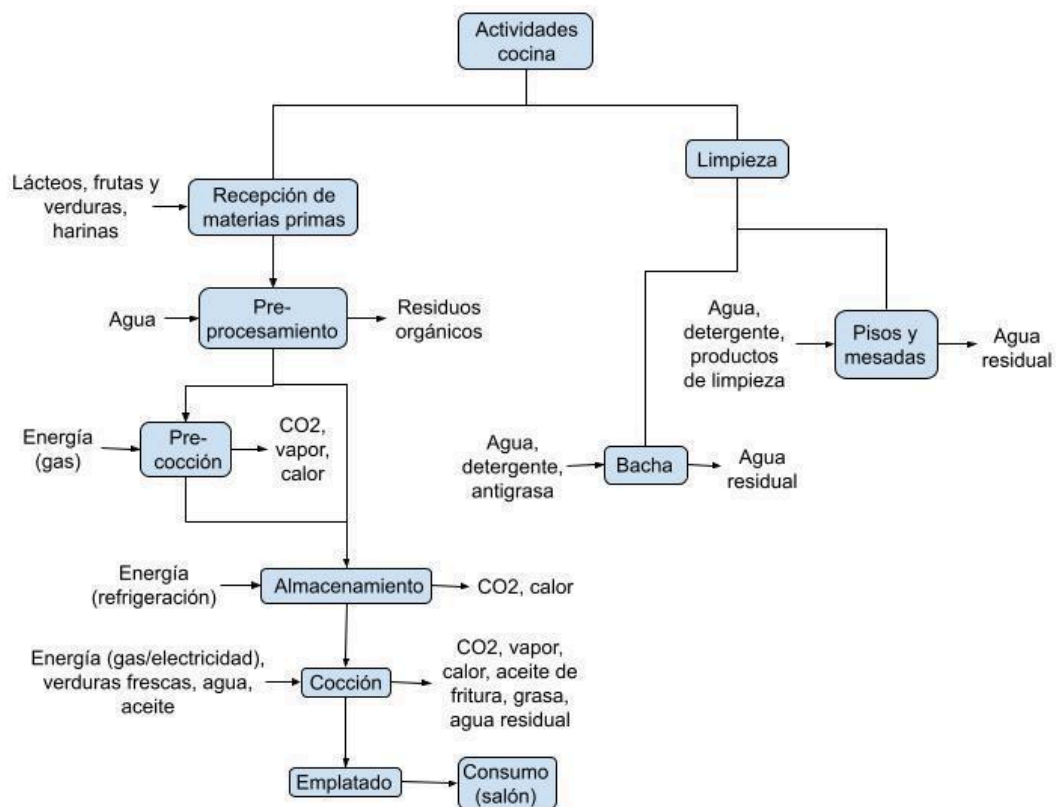 Actividades
cocina
Limpieza
Lácteos, frutas y
verduras,
harinas
Recepción de
materias primas
Agua
Pre-
procesamiento
Residuos
orgánicos
Agua,
detergente,
productos
de limpieza
Pisos y
mesadas
Agua
residual
Energía
(gas)
Pre-
cocción
CO2,
vapor,
calor
Agua,
detergente,
antigrasa
Bacha
Agua
residual
Energía
(refrigeración)
Almacenamiento
CO2, calor
Energía (gas/electricidad),
verduras frescas, agua,
aceite
Cocción
CO2, vapor,
calor, aceite de
fritura, grasa,
agua residual
Emplatado
Consumo
(salón)